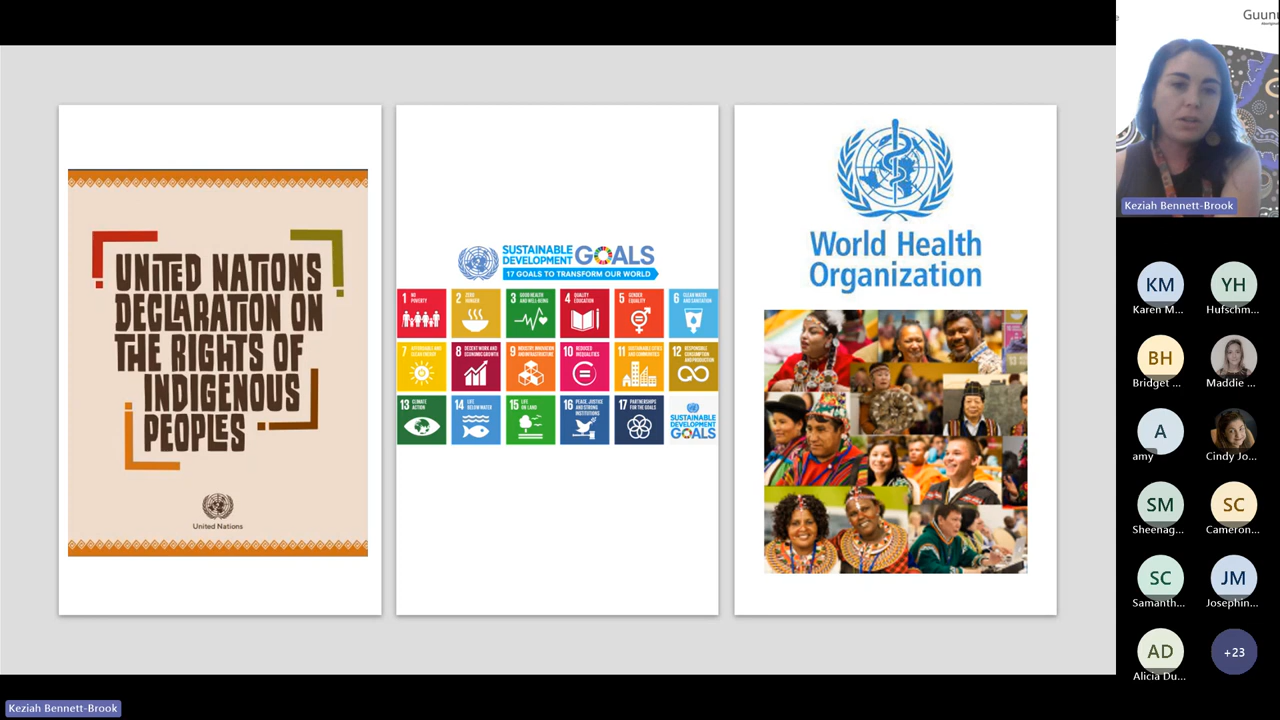 UNITED NATIONS
DECLARATION ON
THE RIGHTS OF
INDIGENOUS
PEOPLES
United Nations
SUSTAINABLE
DEVELOPMENT GOALS
17 GOALS TO TRANSFORM OUR WORLD
1 NO
POVERTY
2 ZERO
HUNGER
3 GOOD HEALTH
AND WELL-BEING
4 QUALITY
EDUCATION
5 GENDER
EQUALITY
6 CLEAN WATER
AND SANITATION
7 AFFORDABLE AND
CLEAN ENERGY
8 DECENT WORK AND
ECONOMIC GROWTH
9 INDUSTRY, INNOVATION
AND INFRASTRUCTURE
10 REDUCED
INEQUALITIES
11 SUSTAINABLE CITIES
AND COMMUNITIES
12 RESPONSIBLE
CONSUMPTION
AND PRODUCTION
13 CLIMATE
ACTION
14 LIFE
BELOW WATER
15 LIFE
ON LAND
16 PEACE, JUSTICE
AND STRONG
INSTITUTIONS
17 PARTNERSHIPS
FOR THE GOALS
SUSTAINABLE
DEVELOPMENT
GOALS
World Health
Organization
Keziah Bennett-Brook
KM
Karen M...
YH
Hufschm...
BH
Bridget ...
Maddie ...
A
amy
Cindy Jo...
SM
Sheenag...
SC
Cameron...
SC
Samanth...
JM
Josephin...
AD
Alicia Du...
+23
Keziah Bennett-Brook